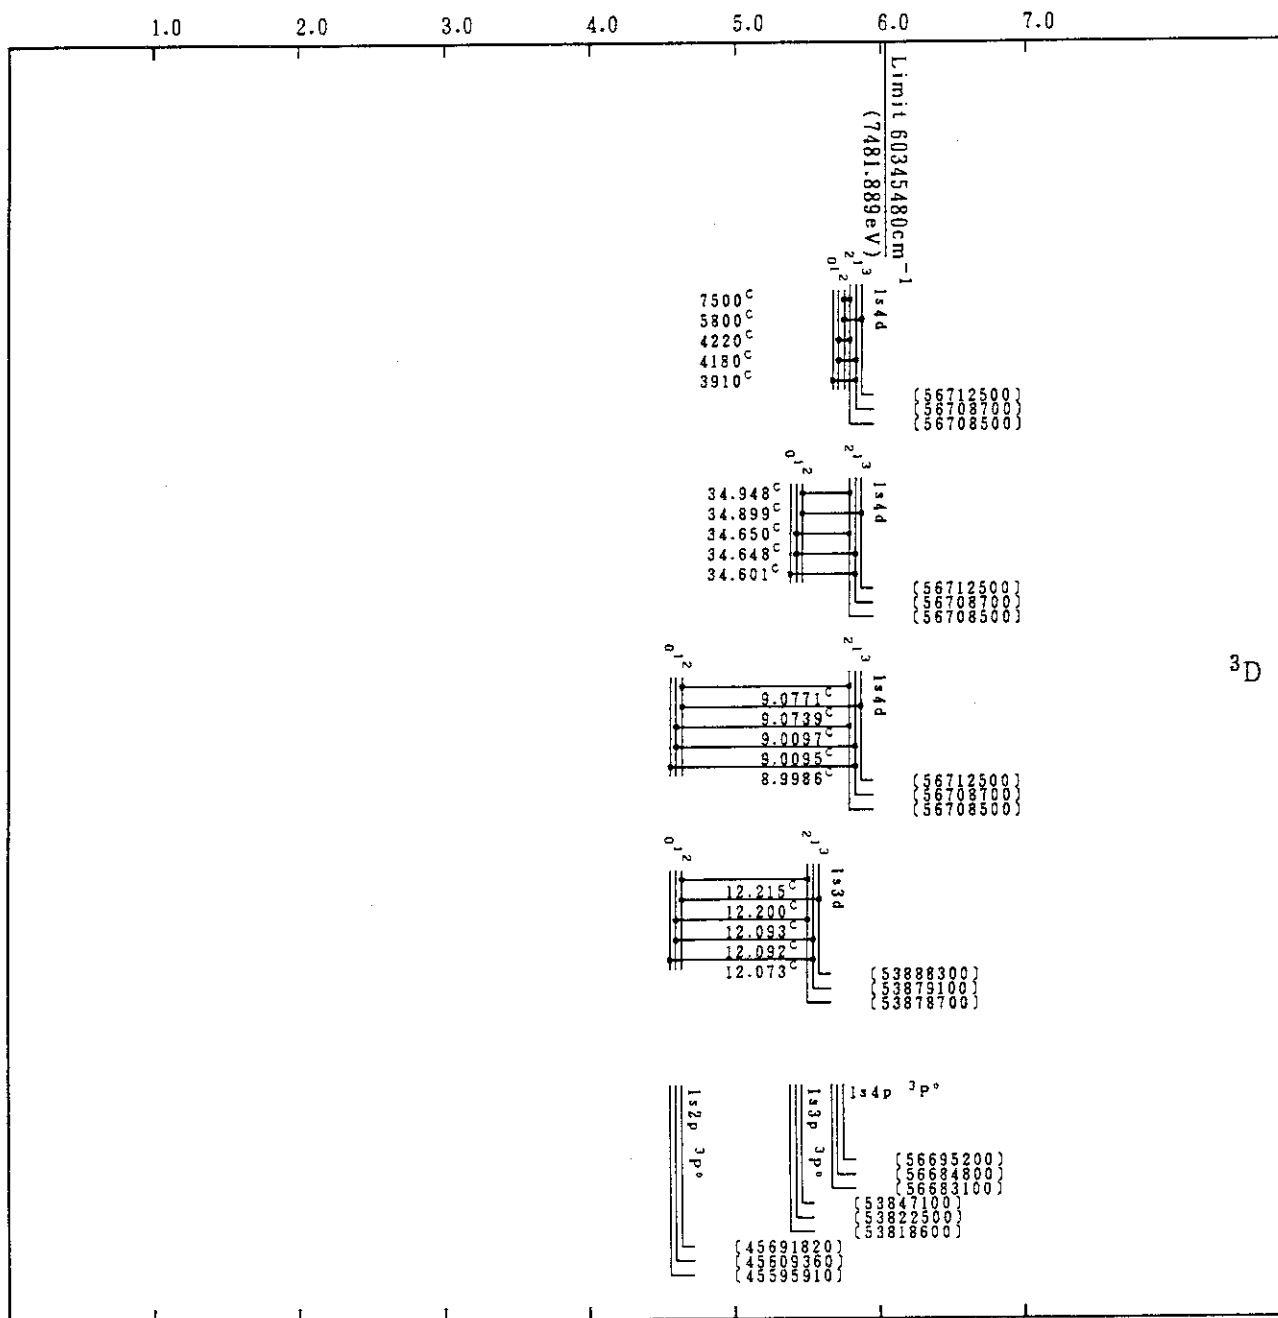 1.0 2.0 3.0 4.0 5.0 6.0 7.0
Limit 60345480cm⁻¹
(7481.889eV)
0 1 2 2 1 3
1s4d
7500ᶜ
5800ᶜ
4220ᶜ
4180ᶜ
3910ᶜ
[56712500]
[56708700]
[56708500]
0 1 2 2 1 3
1s4d
34.948ᶜ
34.899ᶜ
34.650ᶜ
34.648ᶜ
34.601ᶜ
[56712500]
[56708700]
[56708500]
³D
0 1 2 2 1 3
1s4d
9.0771ᶜ
9.0739ᶜ
9.0097ᶜ
9.0095ᶜ
8.9986ᶜ
[56712500]
[56708700]
[56708500]
0 1 2 2 1 3
1s3d
12.215ᶜ
12.200ᶜ
12.093ᶜ
12.092ᶜ
12.073ᶜ
[53888300]
[53879100]
[53878700]
1s2p ³P°
1s3p ³P°
1s4p ³P°
[56695200]
[56684800]
[56683100]
[53847100]
[53822500]
[53818600]
[45691820]
[45609360]
[45595910]